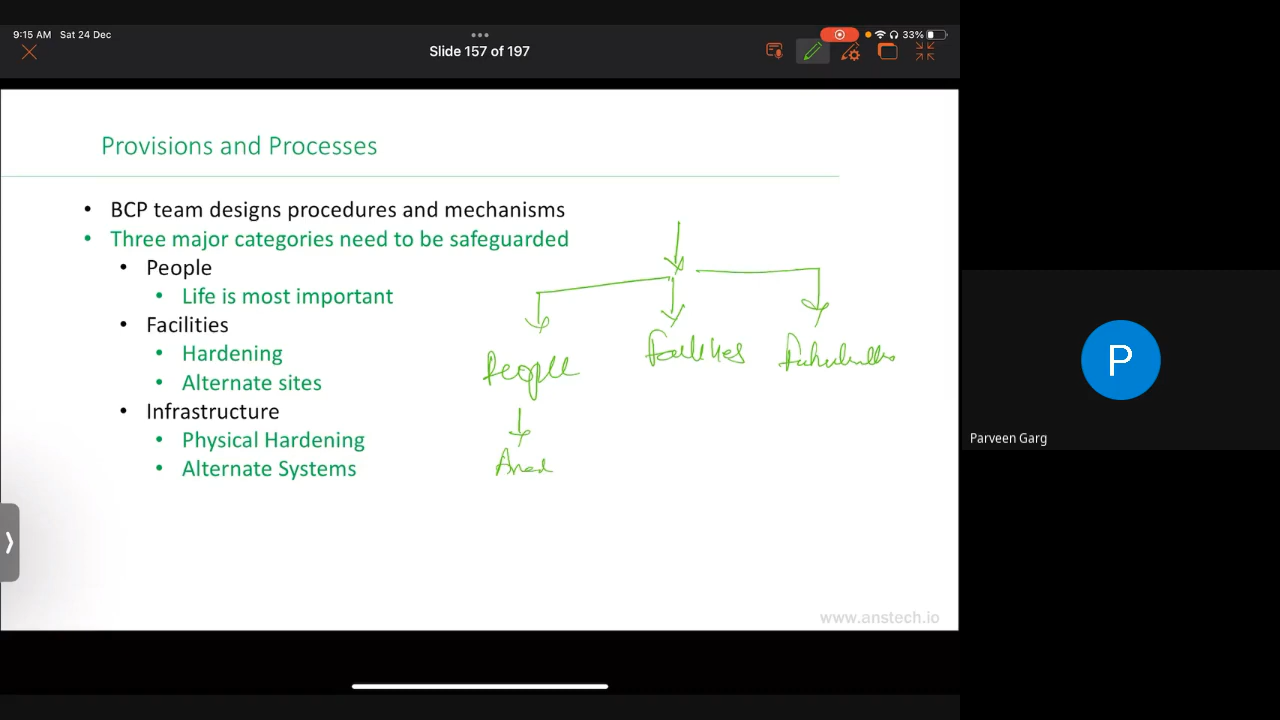 9:15 AM Sat 24 Dec
33%
Slide 157 of 197
Provisions and Processes
• BCP team designs procedures and mechanisms
• Three major categories need to be safeguarded
• People
• Life is most important
• Facilities
• Hardening
• Alternate sites
• Infrastructure
• Physical Hardening
• Alternate Systems
People
Facilities
www.anstech.io
P
Parveen Garg